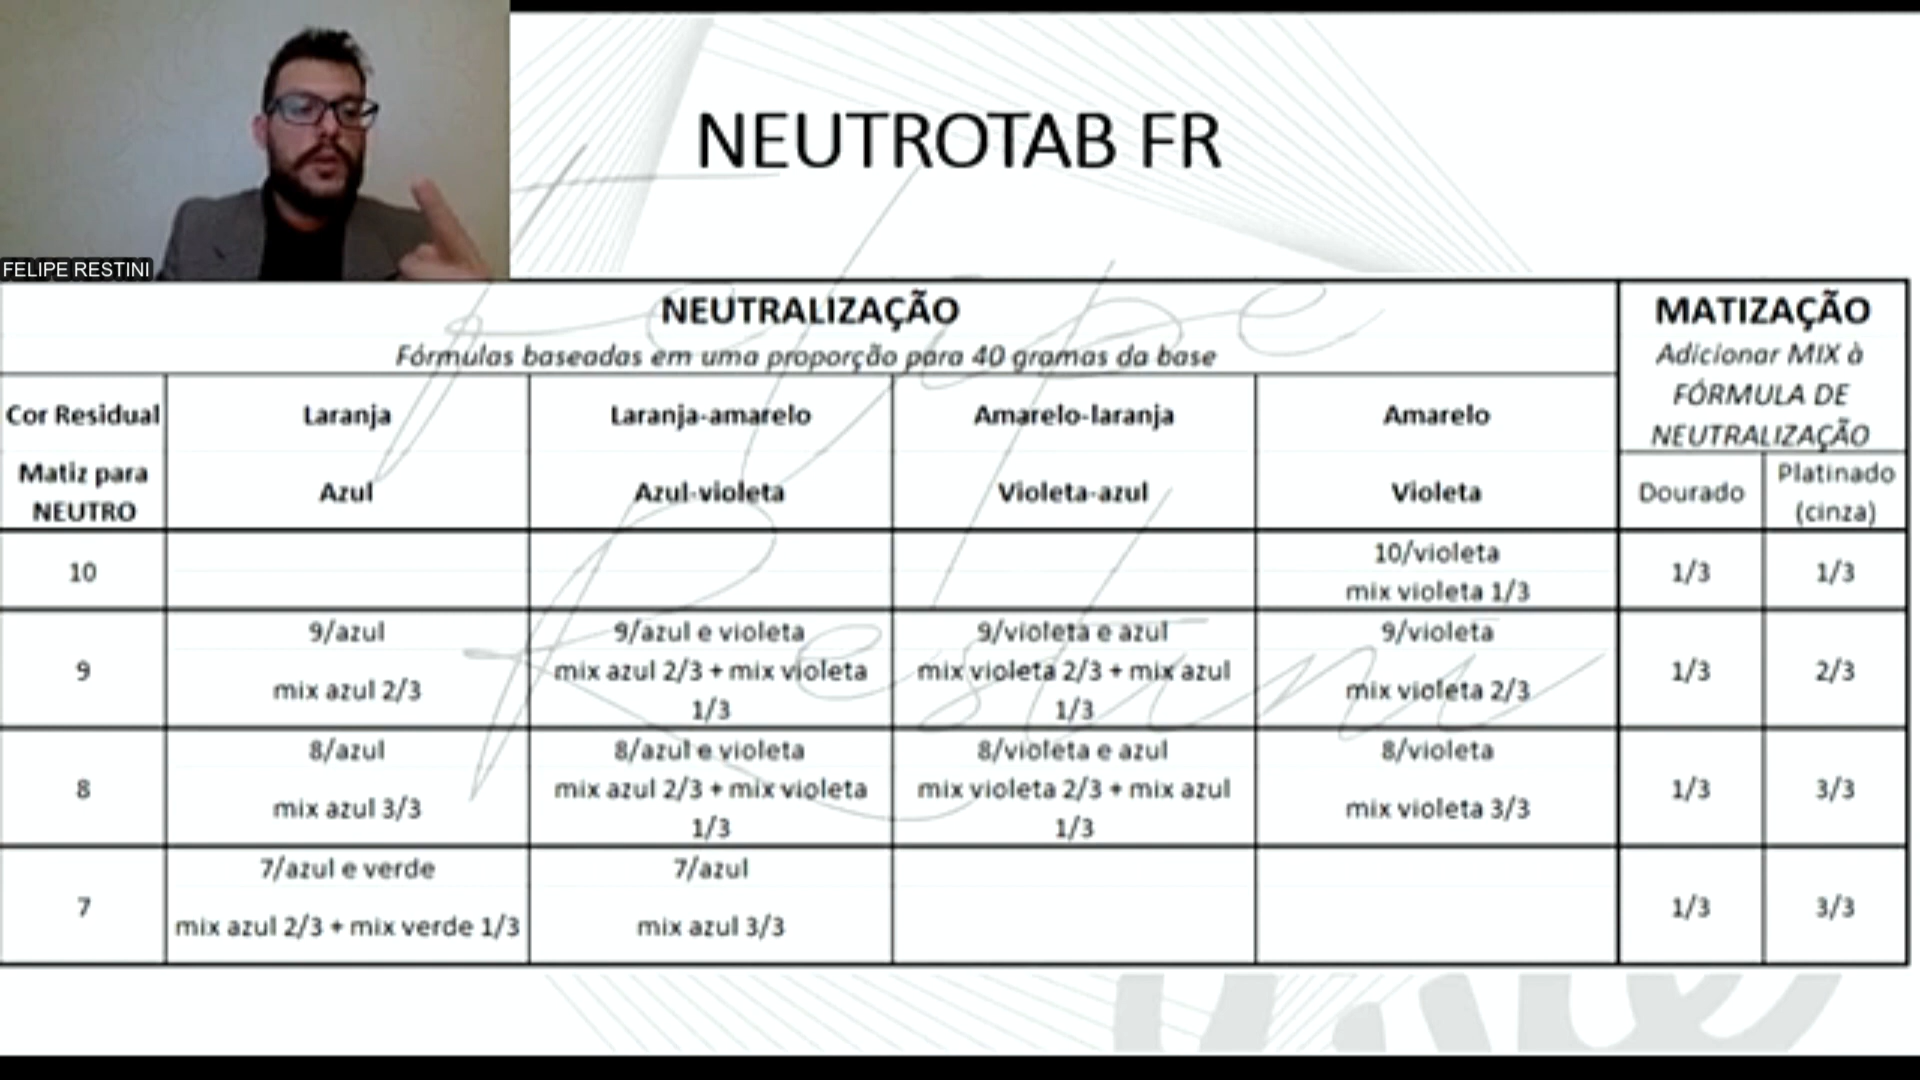 NEUTROTAB FR
FELIPE RESTINI
NEUTRALIZAÇÃO
Fórmulas baseadas em uma proporção para 40 gramas da base
MATIZAÇÃO
Adicionar MIX à
FÓRMULA DE
NEUTRALIZAÇÃO
Cor Residual
Laranja
Laranja-amarelo
Amarelo-laranja
Amarelo
Matiz para
NEUTRO
Azul
Azul-violeta
Violeta-azul
Violeta
Dourado
Platinado
(cinza)
10
10/violeta
mix violeta 1/3
1/3
1/3
9
9/azul
mix azul 2/3
9/azul e violeta
mix azul 2/3 + mix violeta
1/3
9/violeta e azul
mix violeta 2/3 + mix azul
1/3
9/violeta
mix violeta 2/3
1/3
2/3
8
8/azul
mix azul 3/3
8/azul e violeta
mix azul 2/3 + mix violeta
1/3
8/violeta e azul
mix violeta 2/3 + mix azul
1/3
8/violeta
mix violeta 3/3
1/3
3/3
7
7/azul e verde
mix azul 2/3 + mix verde 1/3
7/azul
mix azul 3/3
1/3
3/3
Felipe
Restini